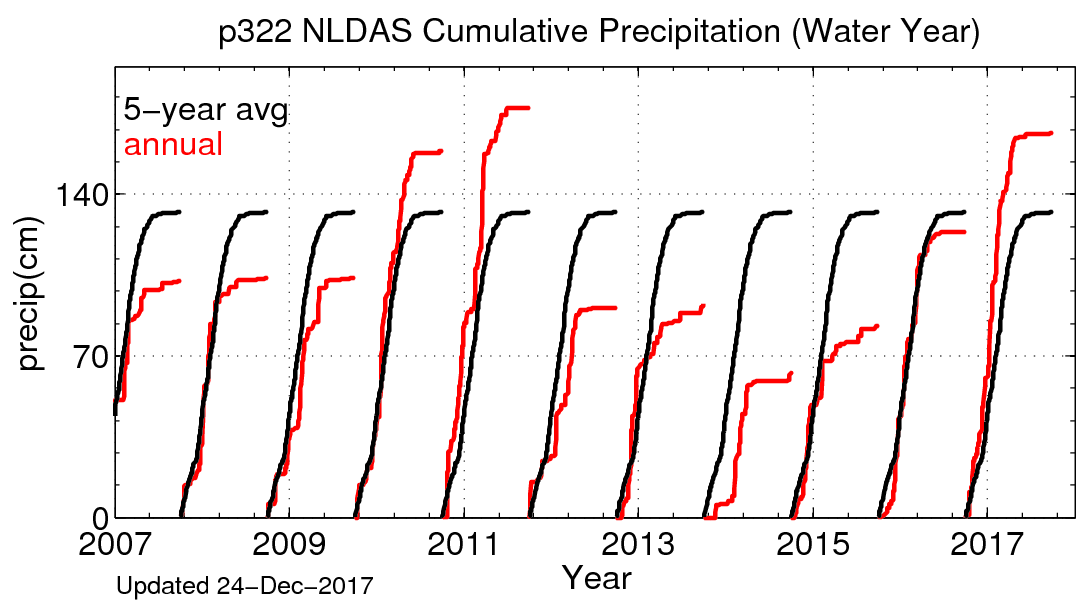 p322 NLDAS Cumulative Precipitation (Water Year)
5−year avg
annual
140
70
0
precip(cm)
2007 2009 2011 2013 2015 2017
Year
Updated 24−Dec−2017